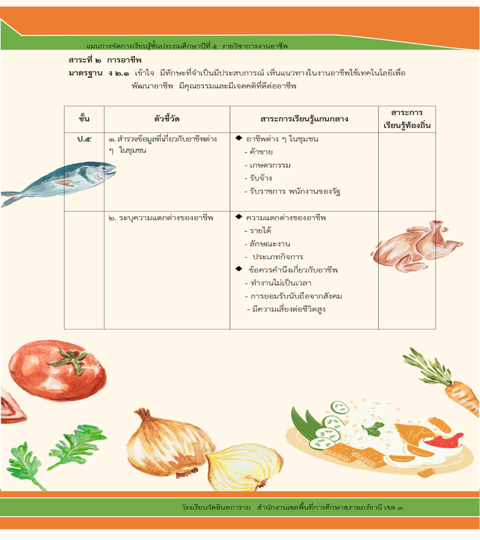 แผนการจัดการเรียนรู้ชั้นประถมศึกษาปีที่ ๕ รายวิชาการงานอาชีพ
สาระที่ ๒ การอาชีพ
มาตรฐาน ง ๒.๑ เข้าใจ มีทักษะที่จำเป็นมีประสบการณ์ เห็นแนวทางในงานอาชีพใช้เทคโนโลยีเพื่อ
พัฒนาอาชีพ มีคุณธรรมและมีเจตคติที่ดีต่ออาชีพ
ชั้น ตัวชี้วัด สาระการเรียนรู้แกนกลาง สาระการ
เรียนรู้ท้องถิ่น
ป.๕ ๑. สำรวจข้อมูลที่เกี่ยวกับอาชีพต่าง ◆ อาชีพต่าง ๆ ในชุมชน
ๆ ในชุมชน - ค้าขาย
- เกษตรกรรม
- รับจ้าง
- รับราชการ พนักงานของรัฐ
๒. ระบุความแตกต่างของอาชีพ ◆ ความแตกต่างของอาชีพ
- รายได้
- ลักษณะงาน
- ประเภทกิจการ
◆ ข้อควรคำนึงเกี่ยวกับอาชีพ
- ทำงานไม่เป็นเวลา
- การยอมรับนับถือจากสังคม
- มีความเสี่ยงต่อชีวิตสูง
โรงเรียนวัดอินทการาม สำนักงานเขตพื้นที่การศึกษา เขต ๓